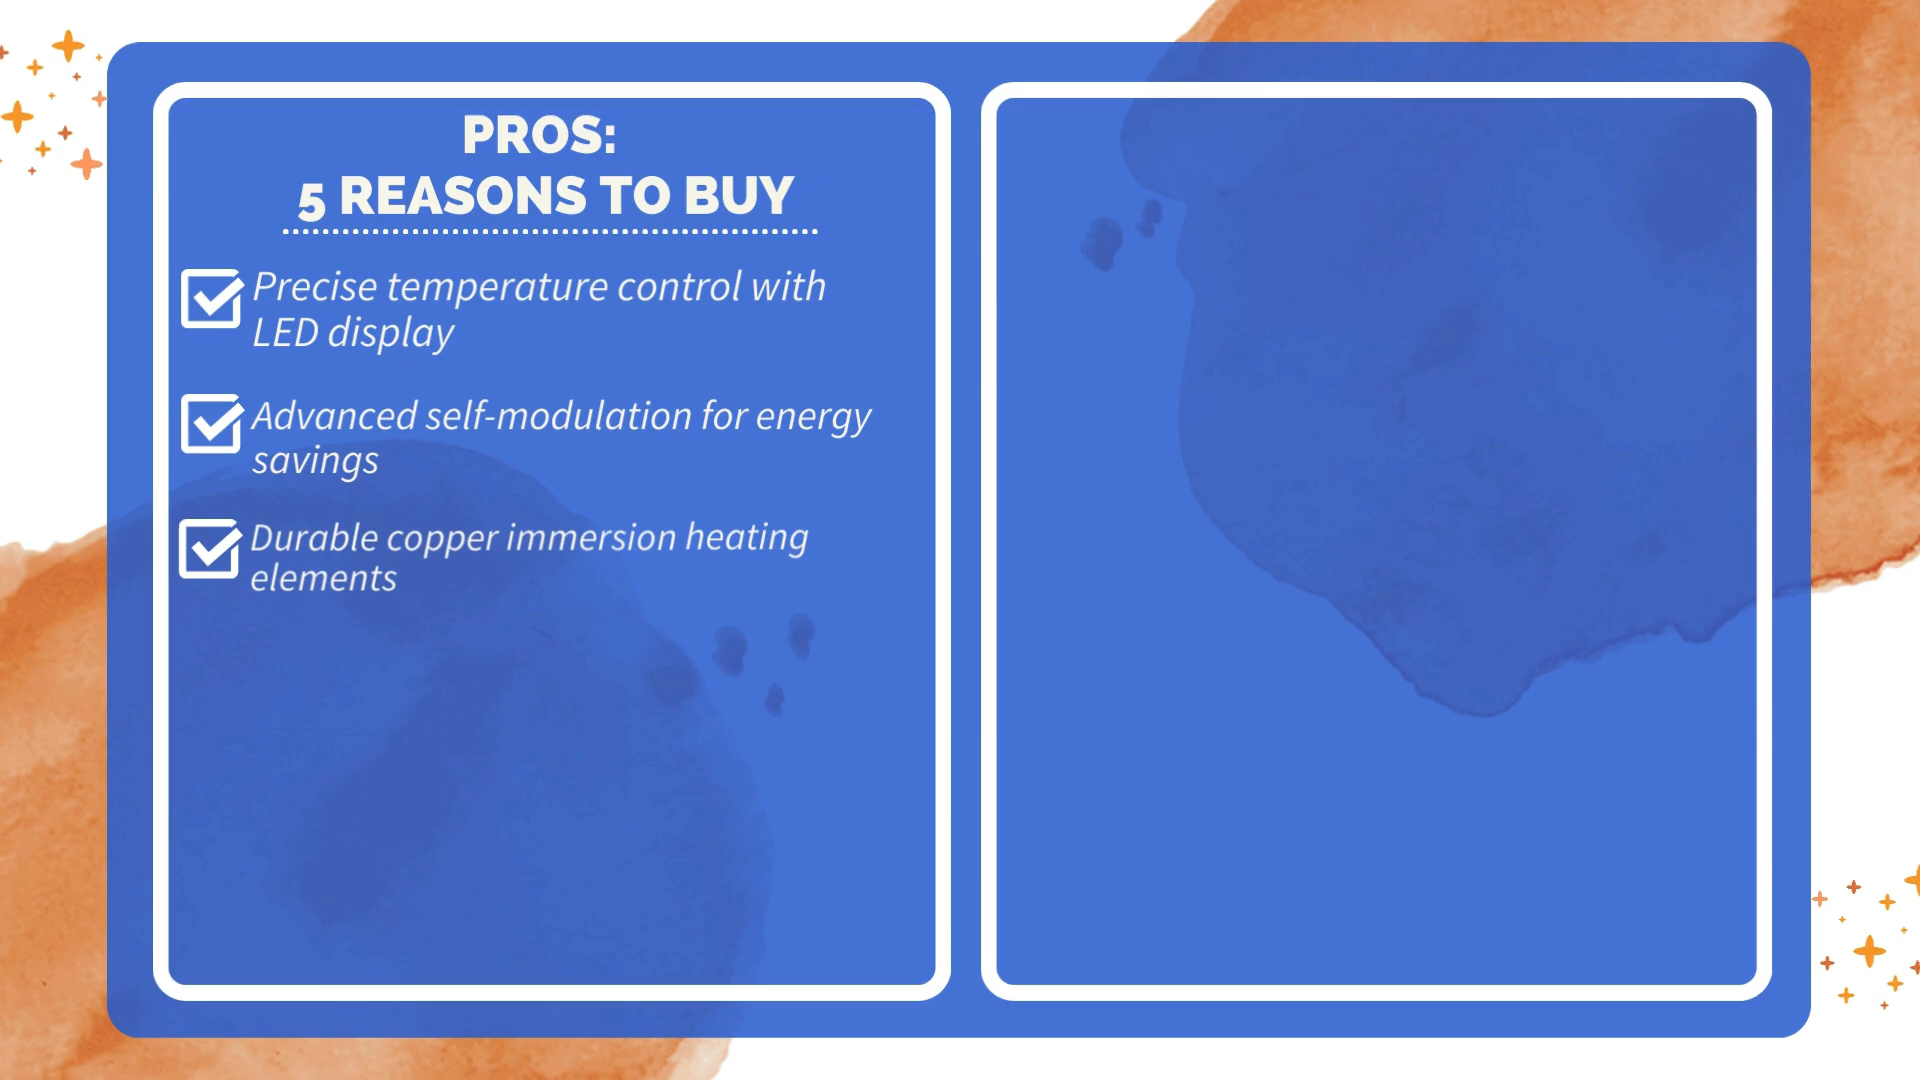 PROS:
5 REASONS TO BUY
Precise temperature control with
LED display
Advanced self-modulation for energy
savings
Durable copper immersion heating
elements